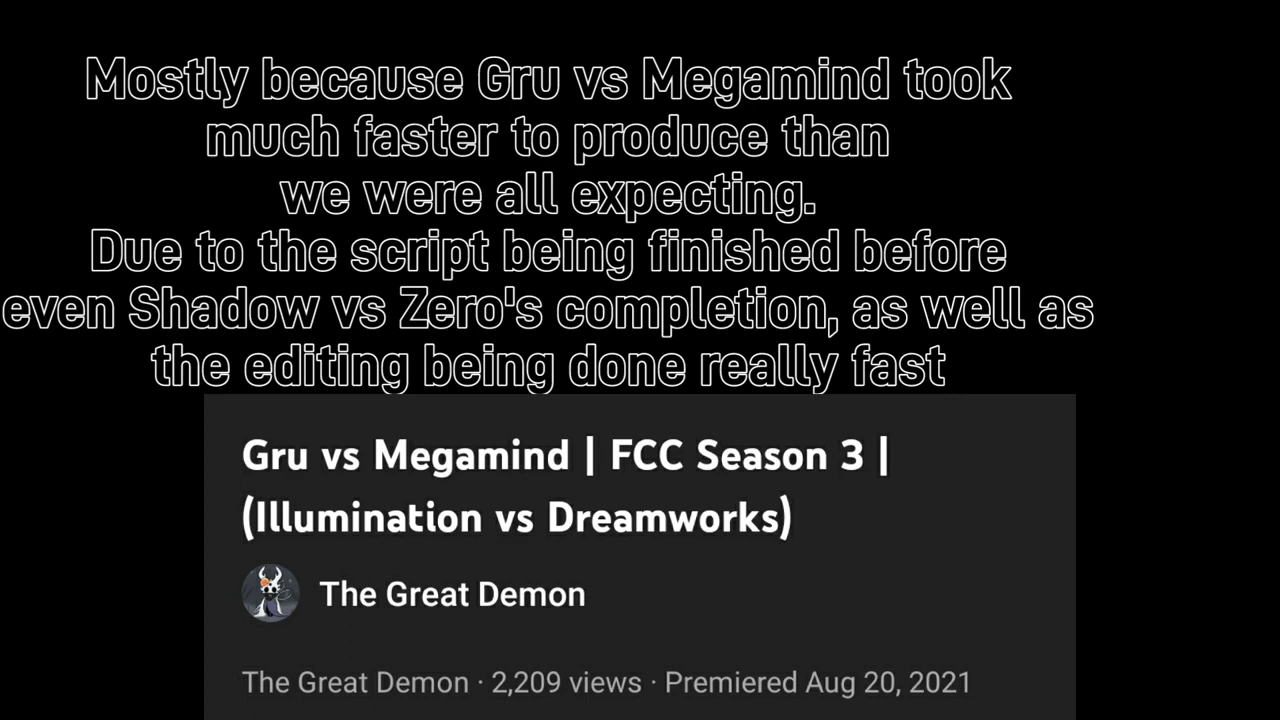 Mostly because Gru vs Megamind took
much faster to produce than
we were all expecting.
Due to the script being finished before
even Shadow vs Zero's completion, as well as
the editing being done really fast
Gru vs Megamind | FCC Season 3 |
(Illumination vs Dreamworks)
The Great Demon
The Great Demon · 2,209 views · Premiered Aug 20, 2021